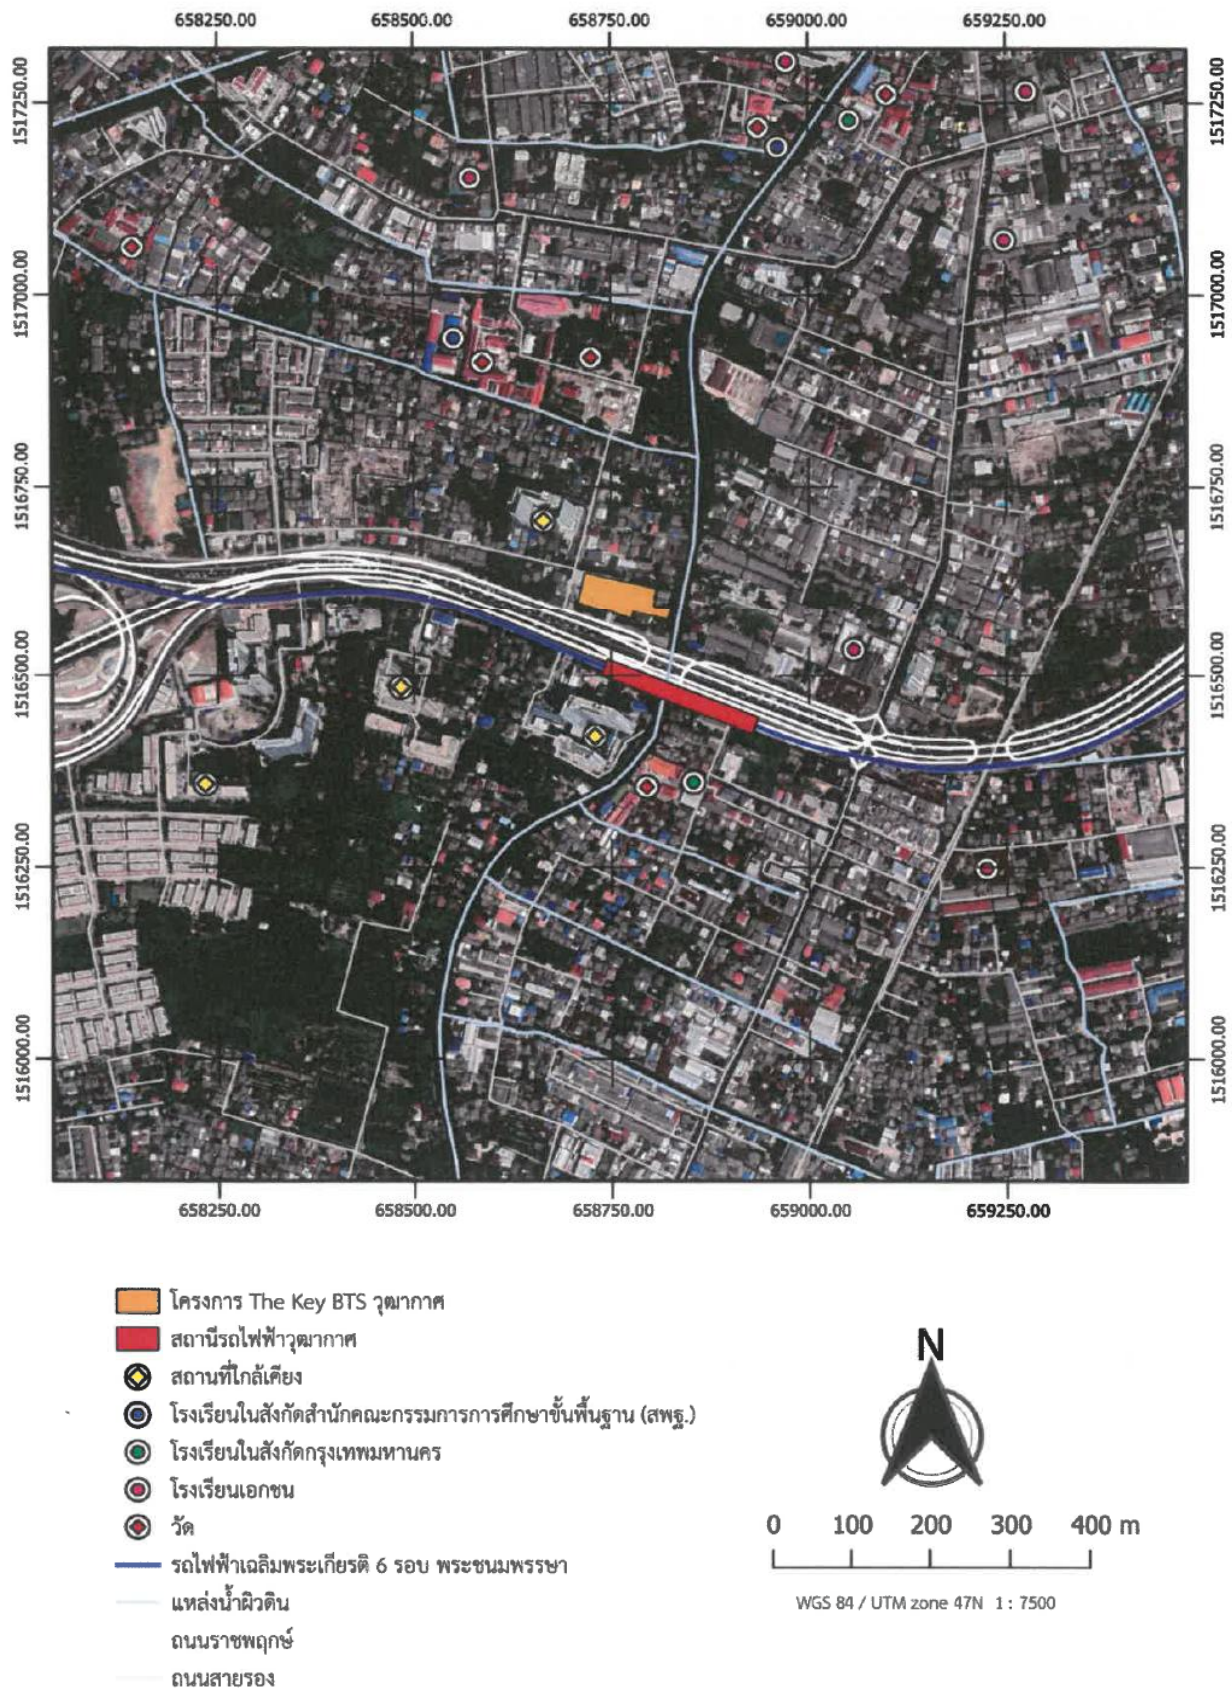 658250.00 658500.00 658750.00 659000.00 659250.00
1517250.00 1517250.00
1517000.00 1517000.00
1516750.00 1516750.00
1516500.00 1516500.00
1516250.00 1516250.00
1516000.00 1516000.00
658250.00 658500.00 658750.00 659000.00 659250.00
โครงการ The Key BTS วุฒากาศ
สถานีรถไฟฟ้าวุฒากาศ
สถานที่ใกล้เคียง
โรงเรียนในสังกัดสำนักคณะกรรมการการศึกษาขั้นพื้นฐาน (สพฐ.)
โรงเรียนในสังกัดกรุงเทพมหานคร
โรงเรียนเอกชน
วัด
รถไฟฟ้าเฉลิมพระเกียรติ 6 รอบ พระชนมพรรษา
แหล่งน้ำผิวดิน
ถนนราชพฤกษ์
ถนนสายรอง
N
0 100 200 300 400 m
WGS 84 / UTM zone 47N 1 : 7500